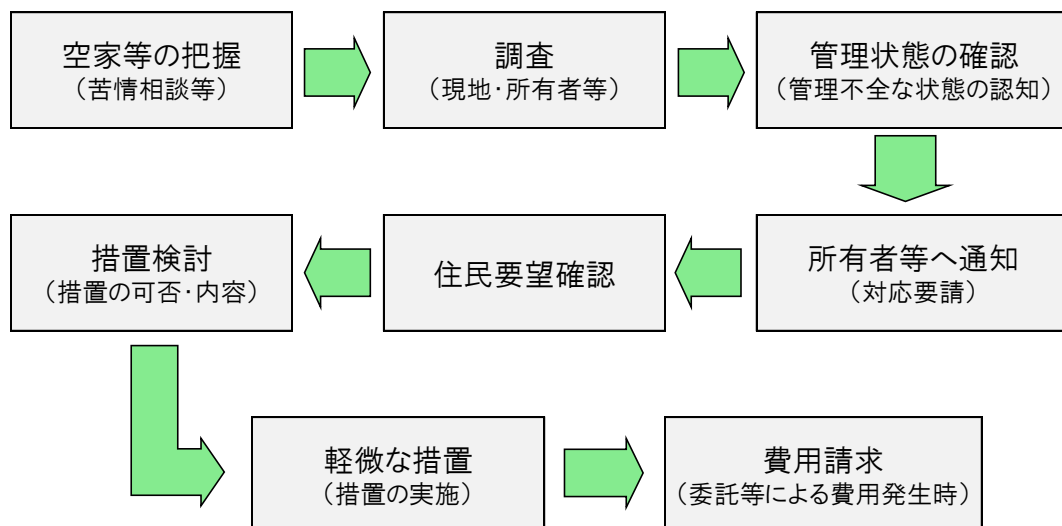 空家等の把握
（苦情相談等）
調査
（現地・所有者等）
管理状態の確認
（管理不全な状態の認知）
所有者等へ通知
（対応要請）
住民要望確認
措置検討
（措置の可否・内容）
軽微な措置
（措置の実施）
費用請求
（委託等による費用発生時）